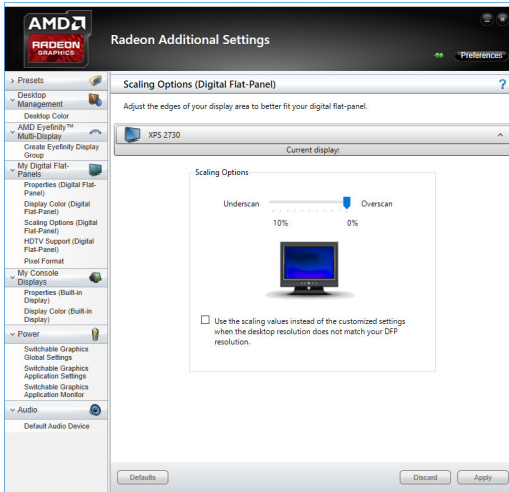 AMD
RADEON
GRAPHICS
Radeon Additional Settings
Preferences
Presets
Desktop
Management
Desktop Color
AMD Eyefinity™
Multi-Display
Create Eyefinity Display
Group
My Digital Flat-
Panels
Properties (Digital Flat-
Panel)
Display Color (Digital
Flat-Panel)
Scaling Options (Digital
Flat-Panel)
HDTV Support (Digital
Flat-Panel)
Pixel Format
My Console
Displays
Properties (Built-in
Display)
Display Color (Built-in
Display)
Power
Switchable Graphics
Global Settings
Switchable Graphics
Application Settings
Switchable Graphics
Application Monitor
Audio
Default Audio Device
Scaling Options (Digital Flat-Panel)
?
Adjust the edges of your display area to better fit your digital flat-panel.
XPS 2730
Current display:
Scaling Options
Underscan Overscan
10% 0%
Use the scaling values instead of the customized settings
when the desktop resolution does not match your DFP
resolution.
Defaults Discard Apply